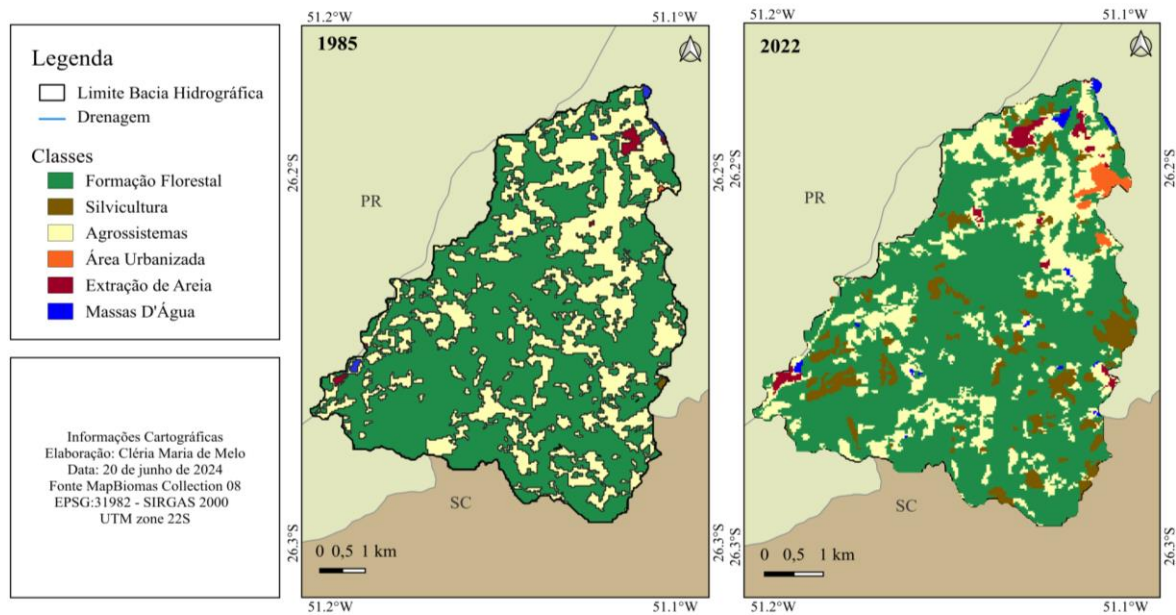 Legenda
Limite Bacia Hidrográfica
Drenagem
Classes
Formação Florestal
Silvicultura
Agrossistemas
Área Urbanizada
Extração de Areia
Massas D'Água
Informações Cartográficas
Elaboração: Cléria Maria de Melo
Data: 20 de junho de 2024
Fonte MapBiomas Collection 08
EPSG:31982 - SIRGAS 2000
UTM zone 22S
51.2°W
51.1°W
1985
PR
SC
0 0,5 1 km
26.2°S
26.3°S
51.2°W
51.1°W
51.2°W
51.1°W
2022
PR
SC
0 0,5 1 km
26.2°S
26.2°S
26.3°S
26.3°S
51.2°W
51.1°W